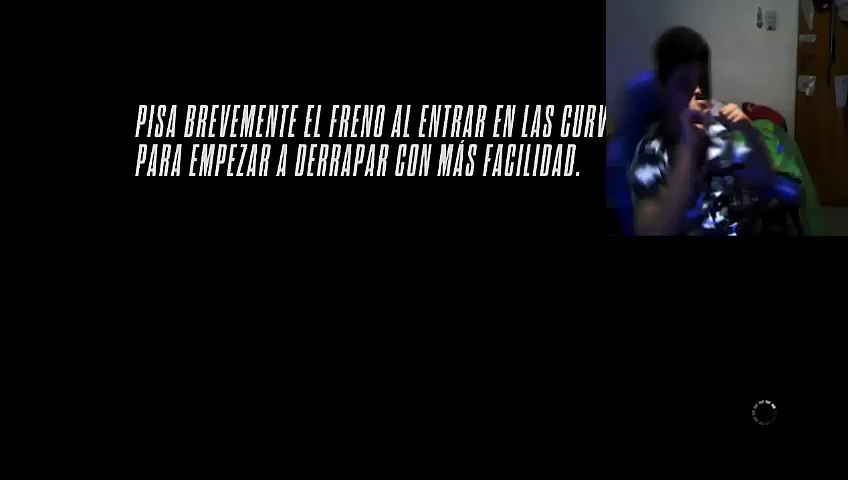 PISA BREVEMENTE EL FRENO AL ENTRAR EN LAS CURV
PARA EMPEZAR A DERRAPAR CON MÁS FACILIDAD.